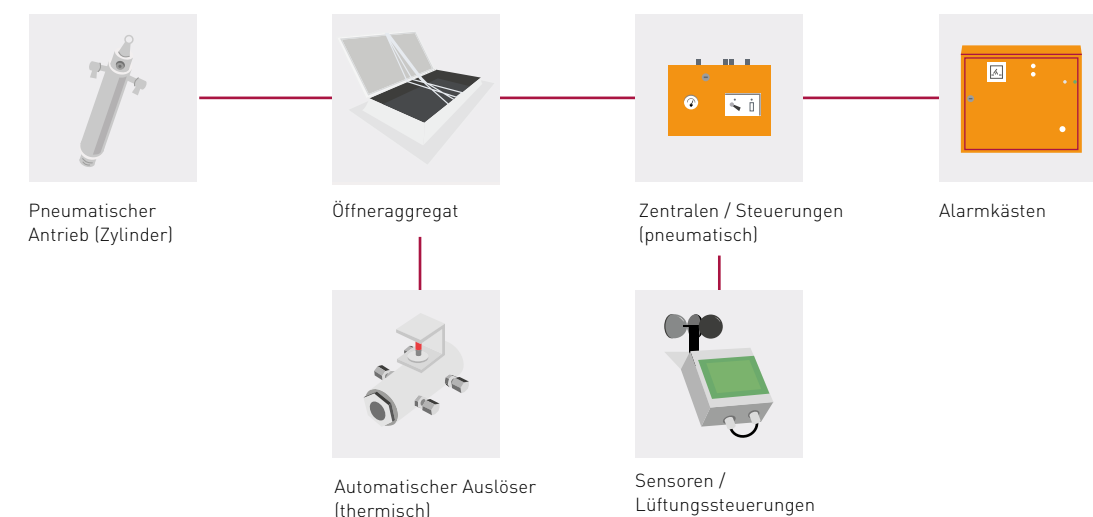 Pneumatischer
Antrieb (Zylinder)
Öffneraggregat
Zentralen / Steuerungen
(pneumatisch)
Alarmkästen
Automatischer Auslöser
(thermisch)
Sensoren /
Lüftungssteuerungen